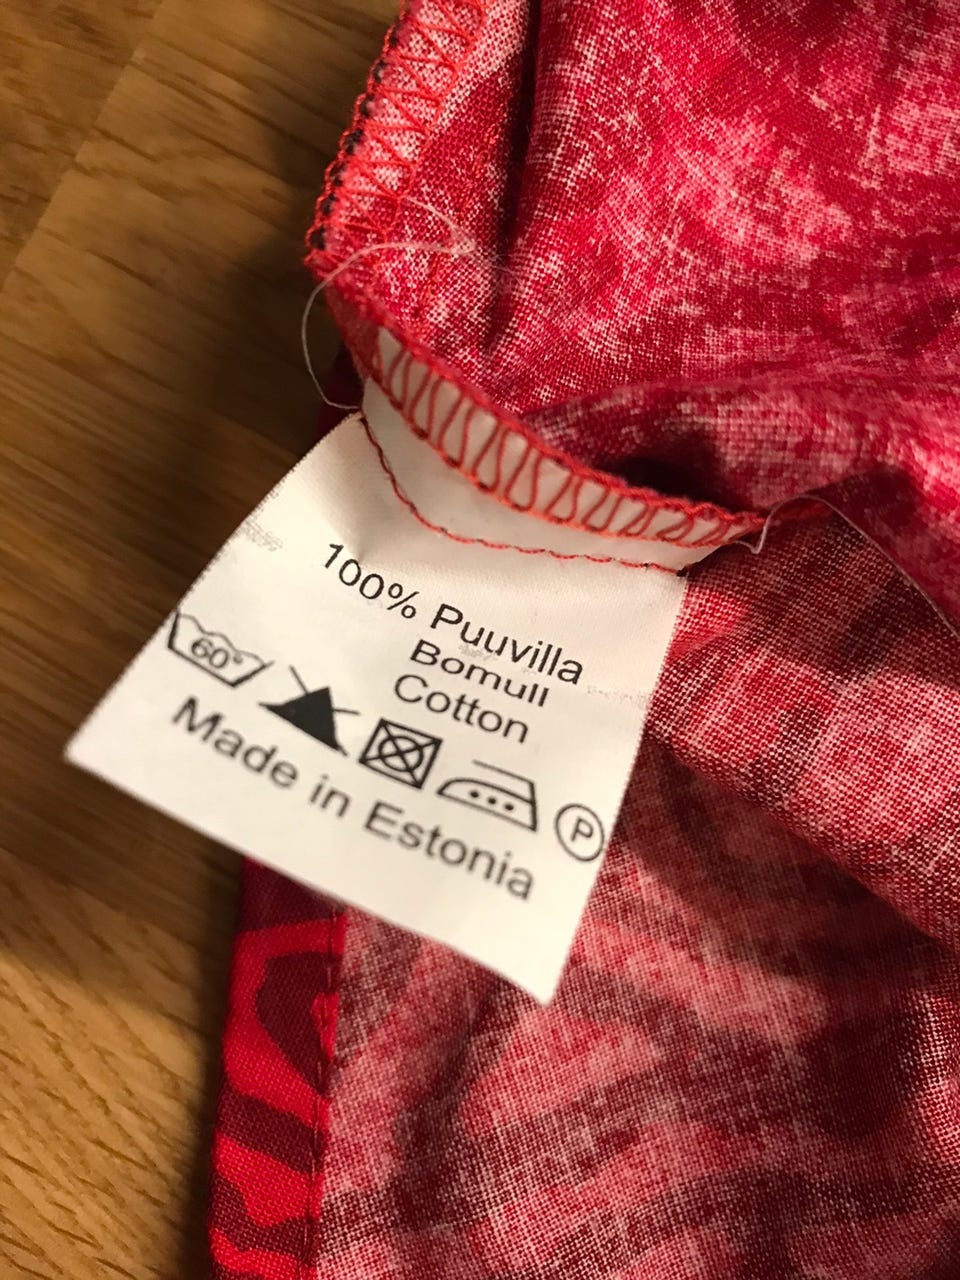 100% Puuvilla
Bomull
Cotton
60°
P
Made in Estonia